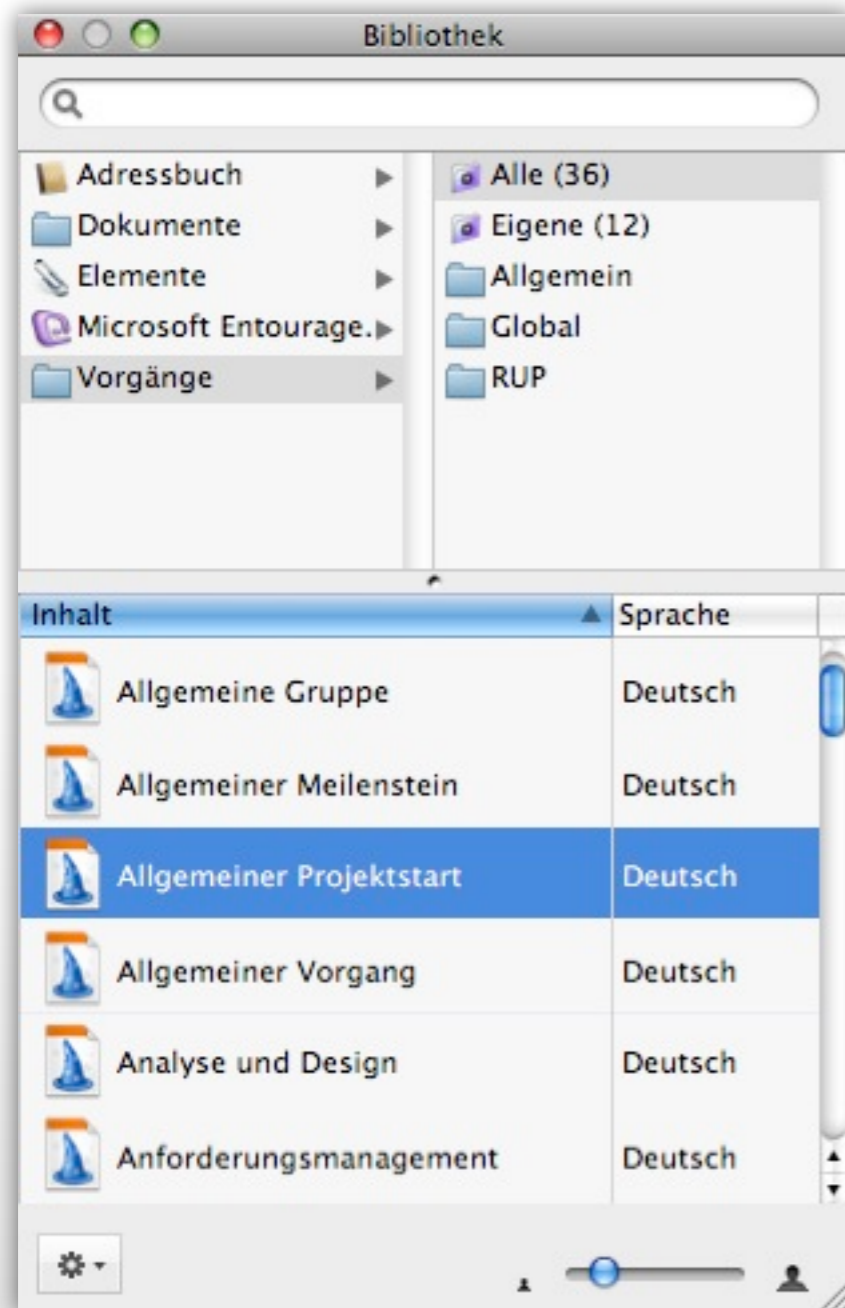 Bibliothek
Adressbuch
Dokumente
Elemente
Microsoft Entourage.
Vorgänge
Alle (36)
Eigene (12)
Allgemein
Global
RUP
Inhalt Sprache
Allgemeine Gruppe Deutsch
Allgemeiner Meilenstein Deutsch
Allgemeiner Projektstart Deutsch
Allgemeiner Vorgang Deutsch
Analyse und Design Deutsch
Anforderungsmanagement Deutsch